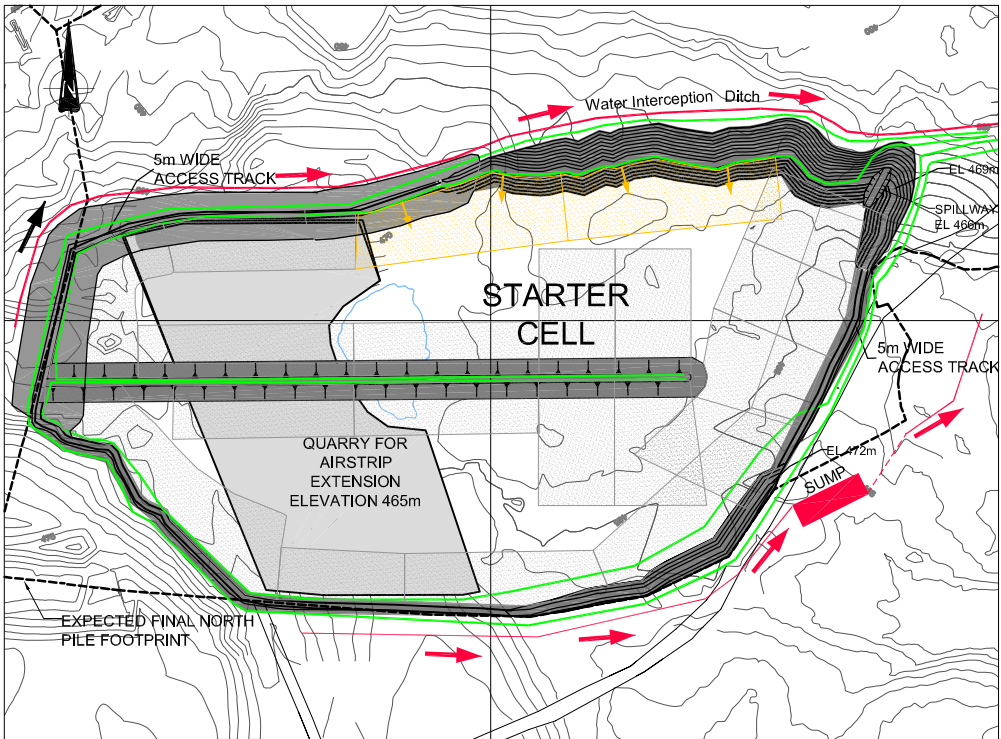 N
Water Interception Ditch
5m WIDE
ACCESS TRACK
EL 469m
SPILLWAY
EL 466m
STARTER
CELL
5m WIDE
ACCESS TRACK
QUARRY FOR
AIRSTRIP
EXTENSION
ELEVATION 465m
EL 472m
SUMP
EXPECTED FINAL NORTH
PILE FOOTPRINT